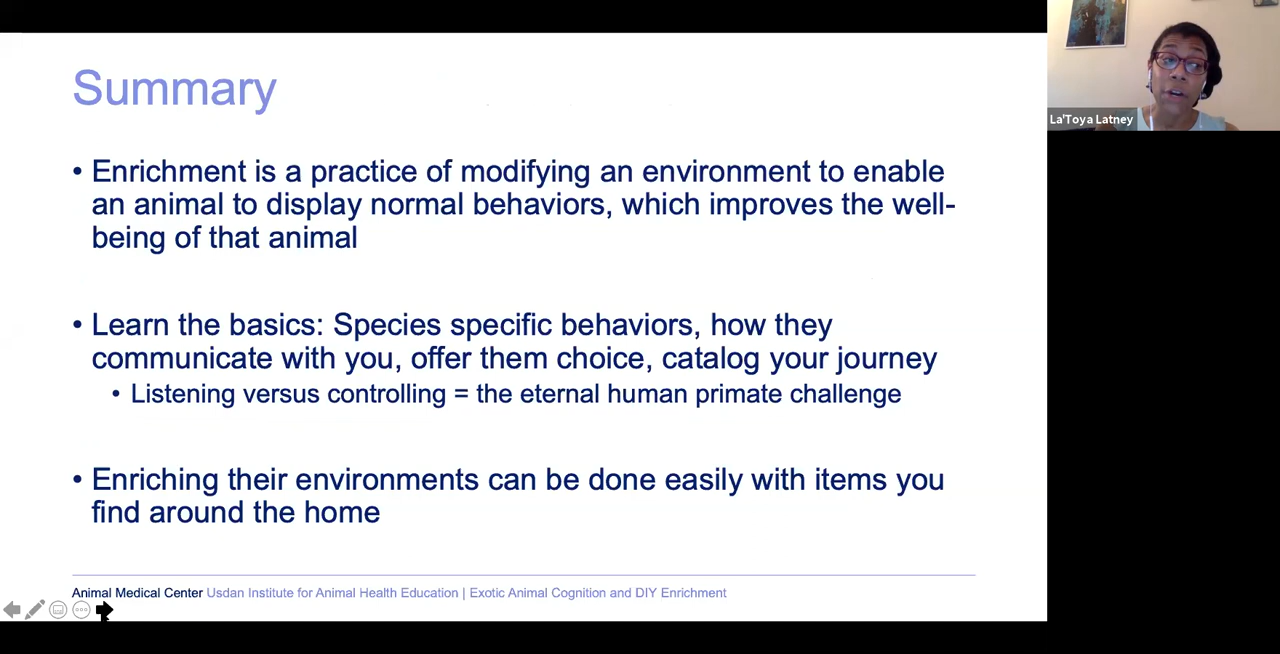 Summary
• Enrichment is a practice of modifying an environment to enable
an animal to display normal behaviors, which improves the well-
being of that animal
• Learn the basics: Species specific behaviors, how they
communicate with you, offer them choice, catalog your journey
• Listening versus controlling = the eternal human primate challenge
• Enriching their environments can be done easily with items you
find around the home
Animal Medical Center Usdan Institute for Animal Health Education | Exotic Animal Cognition and DIY Enrichment
La'Toya Latney